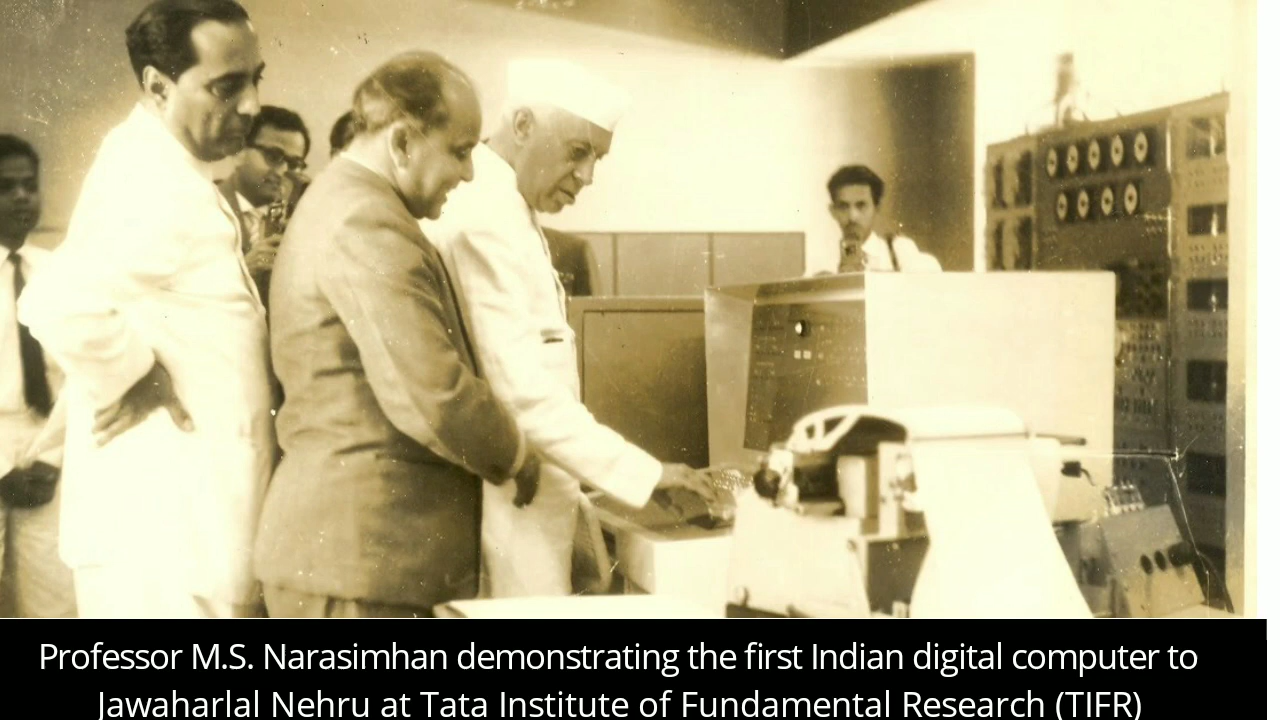 Professor M.S. Narasimhan demonstrating the first Indian digital computer to
Jawaharlal Nehru at Tata Institute of Fundamental Research (TIFR)